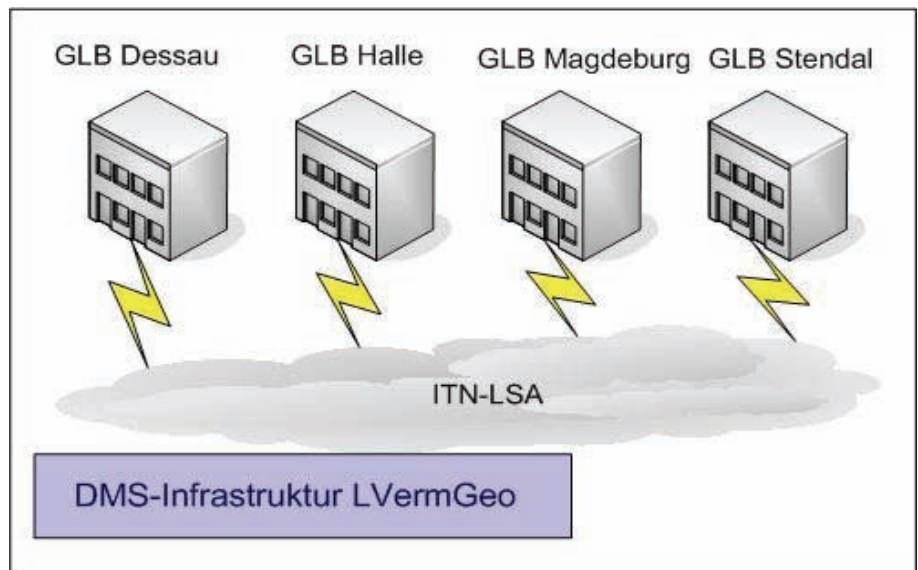 GLB Dessau
GLB Halle
GLB Magdeburg
GLB Stendal
ITN-LSA
DMS-Infrastruktur LVermGeo